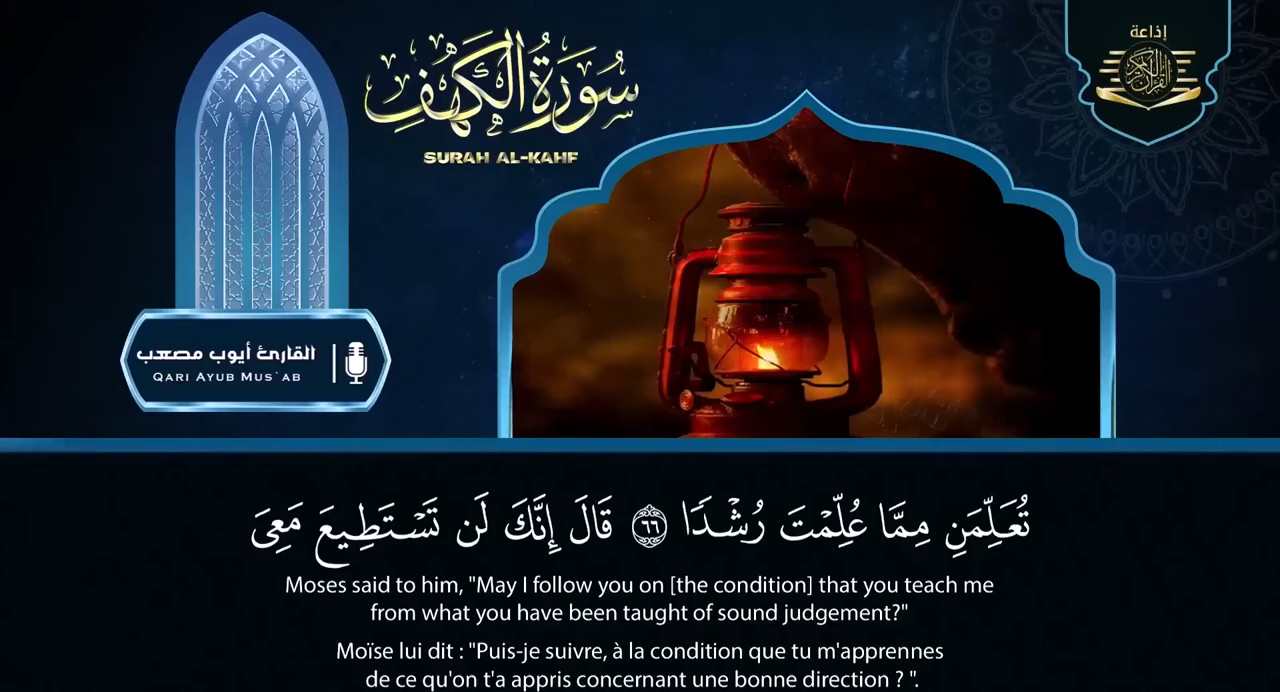 سُورَةُ الكَهْفِ
SURAH AL-KAHF
إذاعة
القرآن الكريم
القارئ أيوب مصعب
QARI AYUB MUS`AB
تُعَلِّمَنِ مِمَّا عُلِّمْتَ رُشْدًا ٦٦ قَالَ إِنَّكَ لَن تَسْتَطِيعَ مَعِىَ
Moses said to him, "May I follow you on [the condition] that you teach me
from what you have been taught of sound judgement?"
Moïse lui dit : "Puis-je suivre, à la condition que tu m'apprennes
de ce qu'on t'a appris concernant une bonne direction ? ".